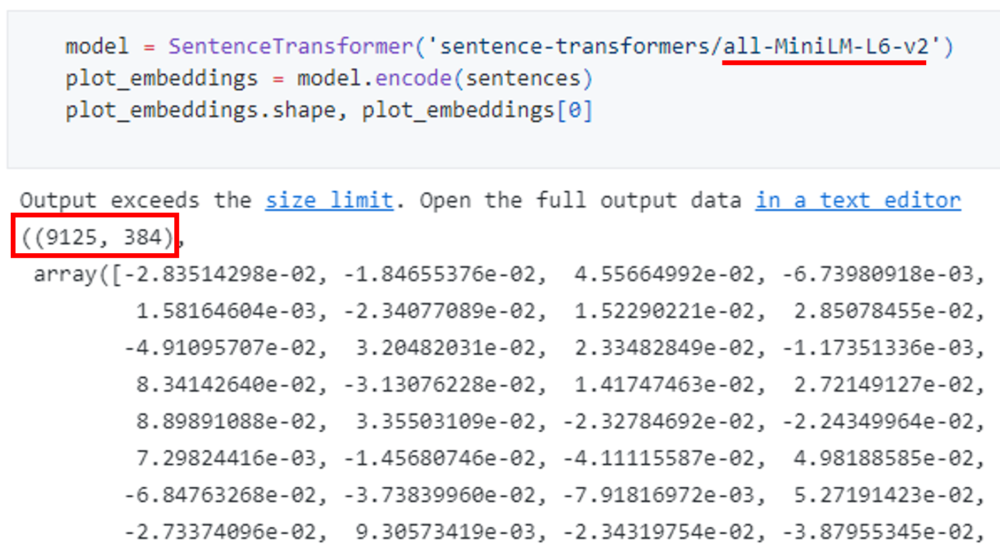 model = SentenceTransformer('sentence-transformers/all-MiniLM-L6-v2')
plot_embeddings = model.encode(sentences)
plot_embeddings.shape, plot_embeddings[0]
Output exceeds the size limit. Open the full output data in a text editor
((9125, 384),
array([-2.83514298e-02, -1.84655376e-02, 4.55664992e-02, -6.73980918e-03,
1.58164604e-03, -2.34077089e-02, 1.52290221e-02, 2.85078455e-02,
-4.91095707e-02, 3.20482031e-02, 2.33482849e-02, -1.17351336e-03,
8.34142640e-02, -3.13076228e-02, 1.41747463e-02, 2.72149127e-02,
8.89891088e-02, 3.35503109e-02, -2.32784692e-02, -2.24349964e-02,
7.29824416e-03, -1.45680746e-02, -4.11115587e-02, 4.98188585e-02,
-6.84763268e-02, -3.73839960e-02, -7.91816972e-03, 5.27191423e-02,
-2.73374096e-02, 9.30573419e-03, -2.34319754e-02, -3.87955345e-02,